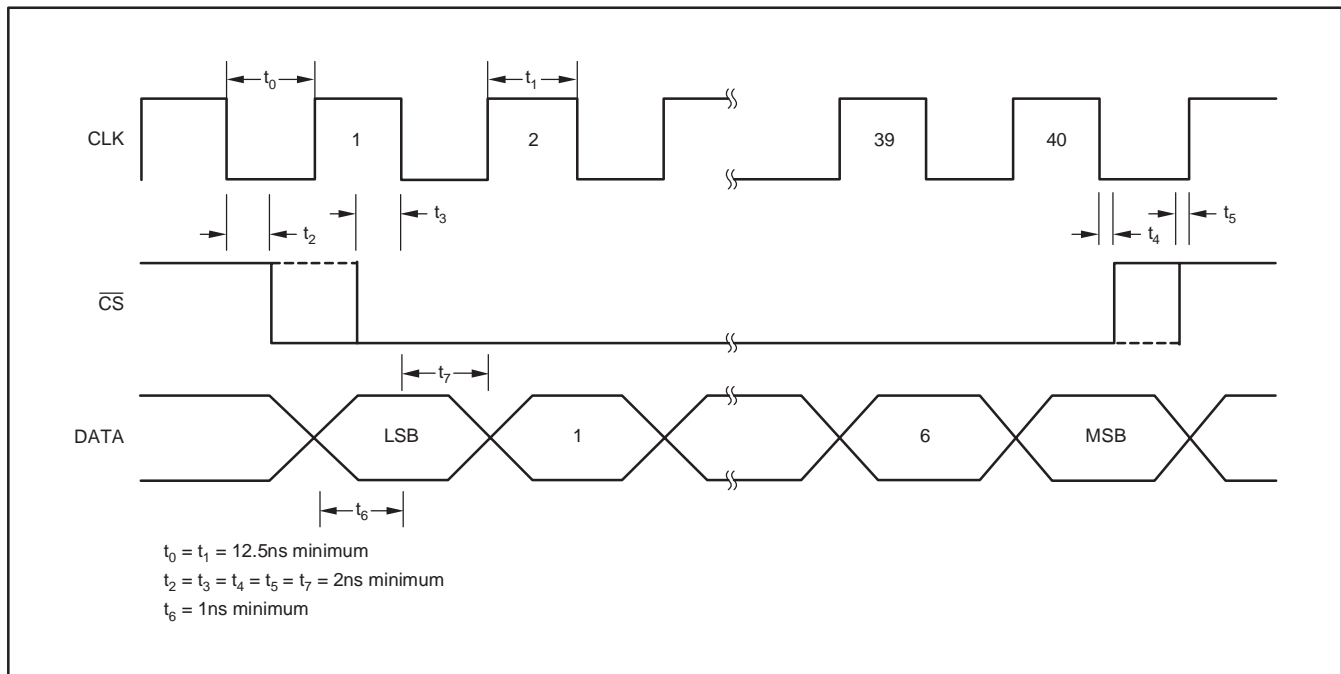 t0 t1
CLK 1 2 39 40
t2 t3 t4 t5
CS
t7
DATA LSB 1 6 MSB
t6
t0 = t1 = 12.5ns minimum
t2 = t3 = t4 = t5 = t7 = 2ns minimum
t6 = 1ns minimum